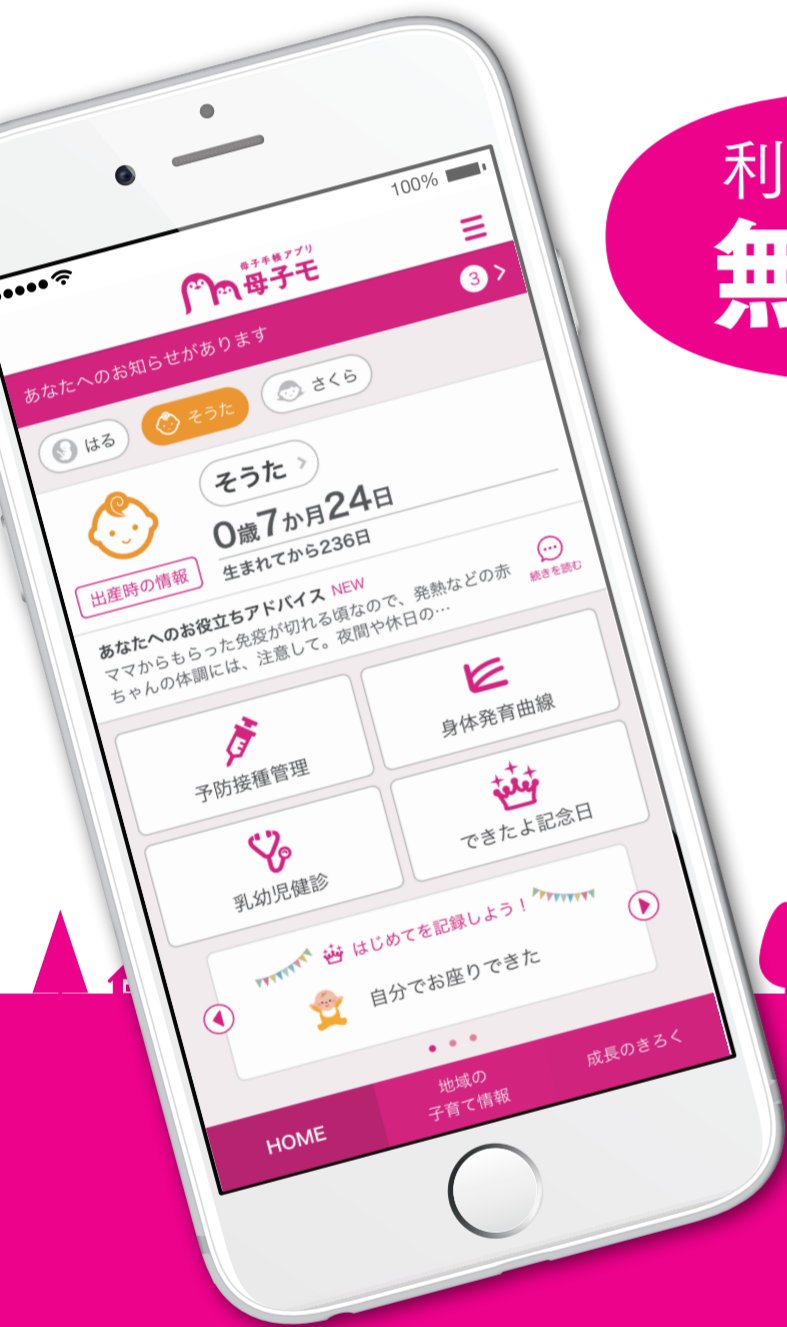 100%
母子手帳アプリ
母子モ
あなたへのお知らせがあります
3
はる
そうた
さくら
そうた
0歳7か月24日
生まれてから236日
出産時の情報
あなたへのお役立ちアドバイス NEW
ママからもらった免疫が切れる頃なので、発熱などの赤
ちゃんの体調には、注意して。夜間や休日の…
続きを読む
予防接種管理
身体発育曲線
乳幼児健診
できたよ記念日
はじめてを記録しよう!
自分でお座りできた
HOME
地域の
子育て情報
成長のきろく
利
無